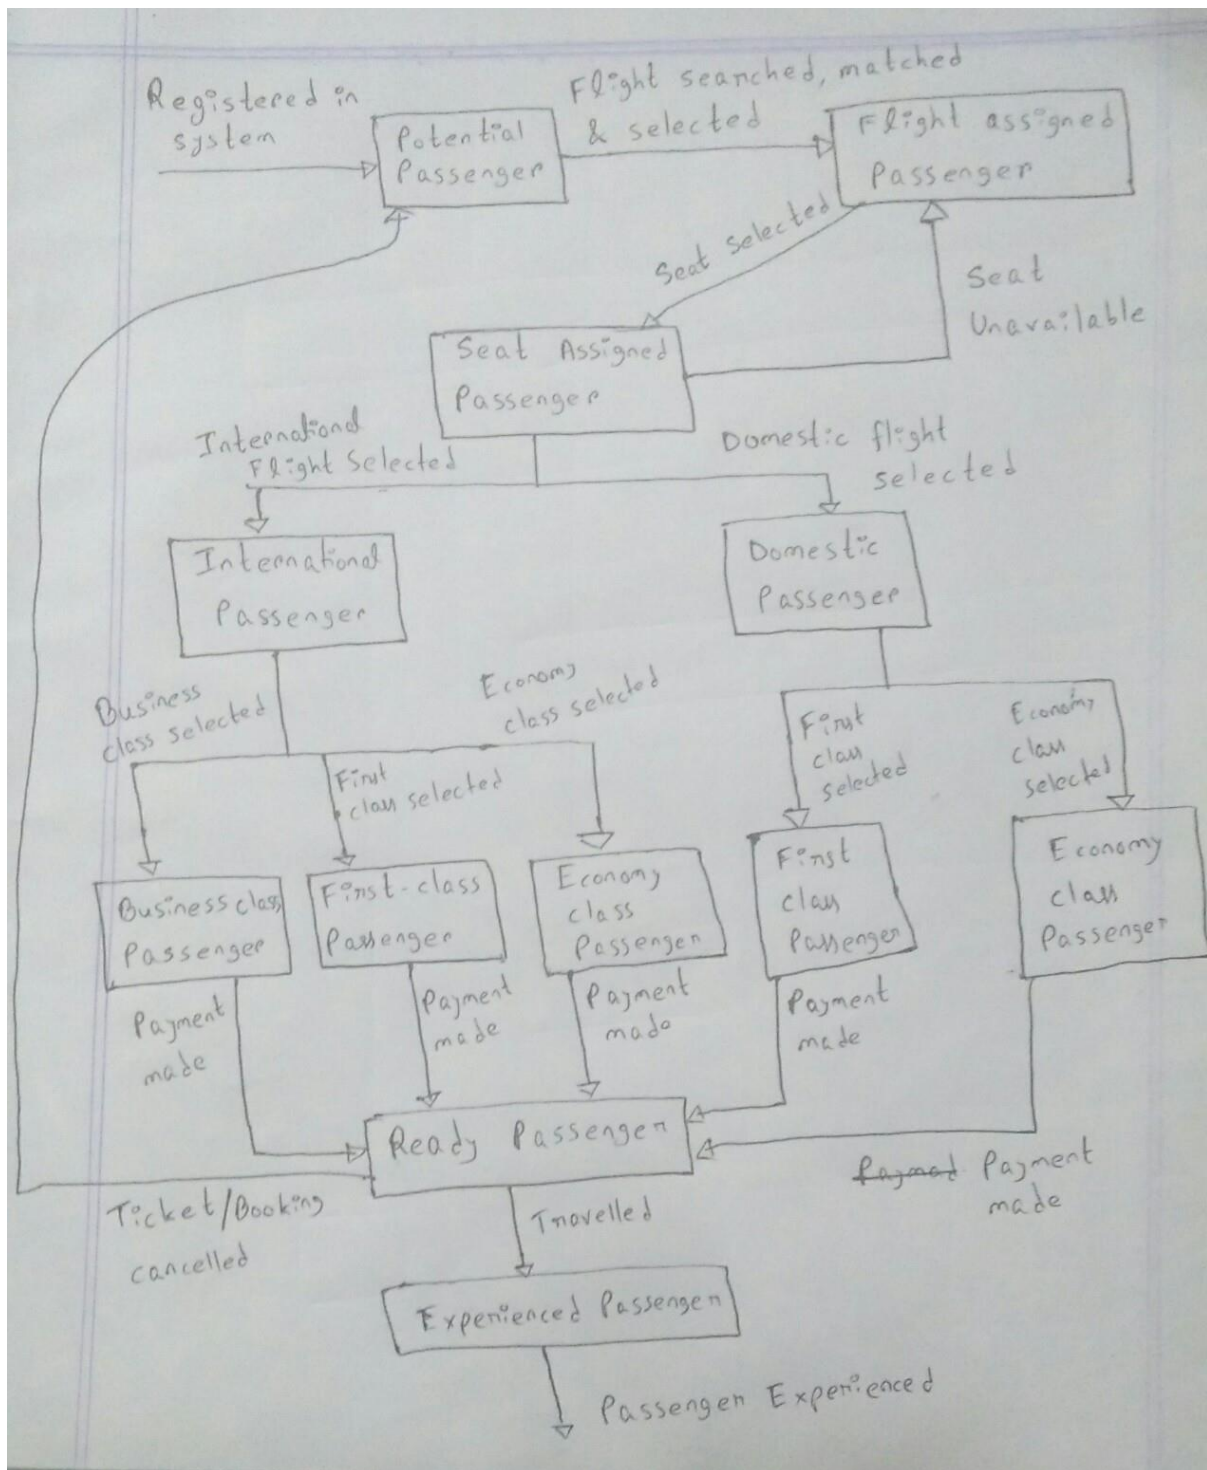 Registered in
system
Potential
Passenger
Flight searched, matched
& selected
Flight assigned
Passenger
Seat selected
Seat
Unavailable
Seat Assigned
Passenger
International
Flight Selected
Domestic flight
selected
International
Passenger
Domestic
Passenger
Business
class selected
First
class selected
Economy
class selected
First
class
selected
Economy
class
selected
Business class
Passenger
First-class
Passenger
Economy
class
Passenger
First
class
Passenger
Economy
class
Passenger
Payment
made
Payment
made
Payment
made
Payment
made
Payment
made
Ready Passenger
Ticket/Booking
cancelled
Travelled
Experienced Passenger
Passenger Experienced